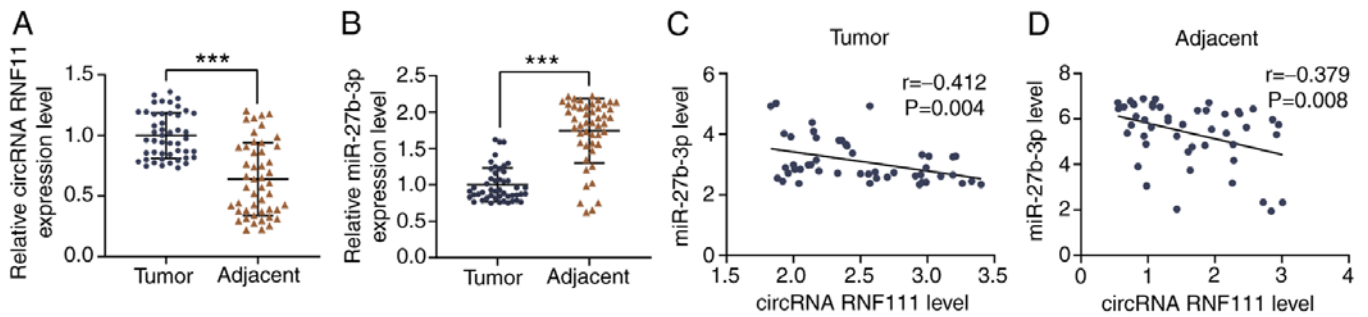 A
Relative circRNA RNF11
expression level
***
1.5
1.0
0.5
0.0
Tumor
Adjacent
B
Relative miR-27b-3p
expression level
***
2.5
2.0
1.5
1.0
0.5
0.0
Tumor
Adjacent
C
Tumor
r=−0.412
P=0.004
miR-27b-3p level
6
4
2
0
1.5
2.0
2.5
3.0
3.5
circRNA RNF111 level
D
Adjacent
r=−0.379
P=0.008
miR-27b-3p level
8
6
4
2
0
0
1
2
3
4
circRNA RNF111 level